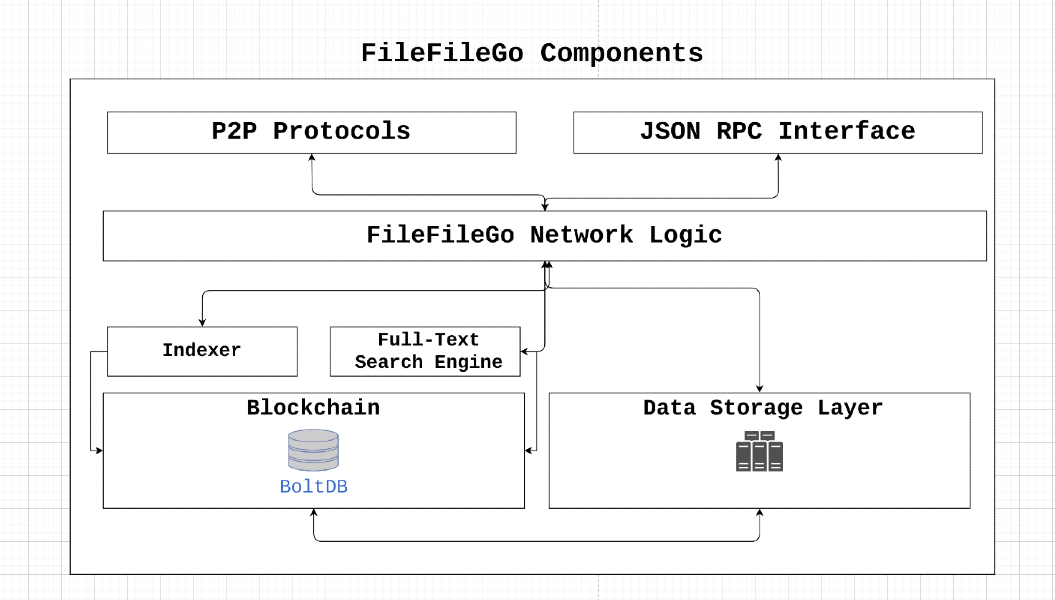 FileFileGo Components
P2P Protocols
JSON RPC Interface
FileFileGo Network Logic
Indexer
Full-Text
Search Engine
Blockchain
BoltDB
Data Storage Layer